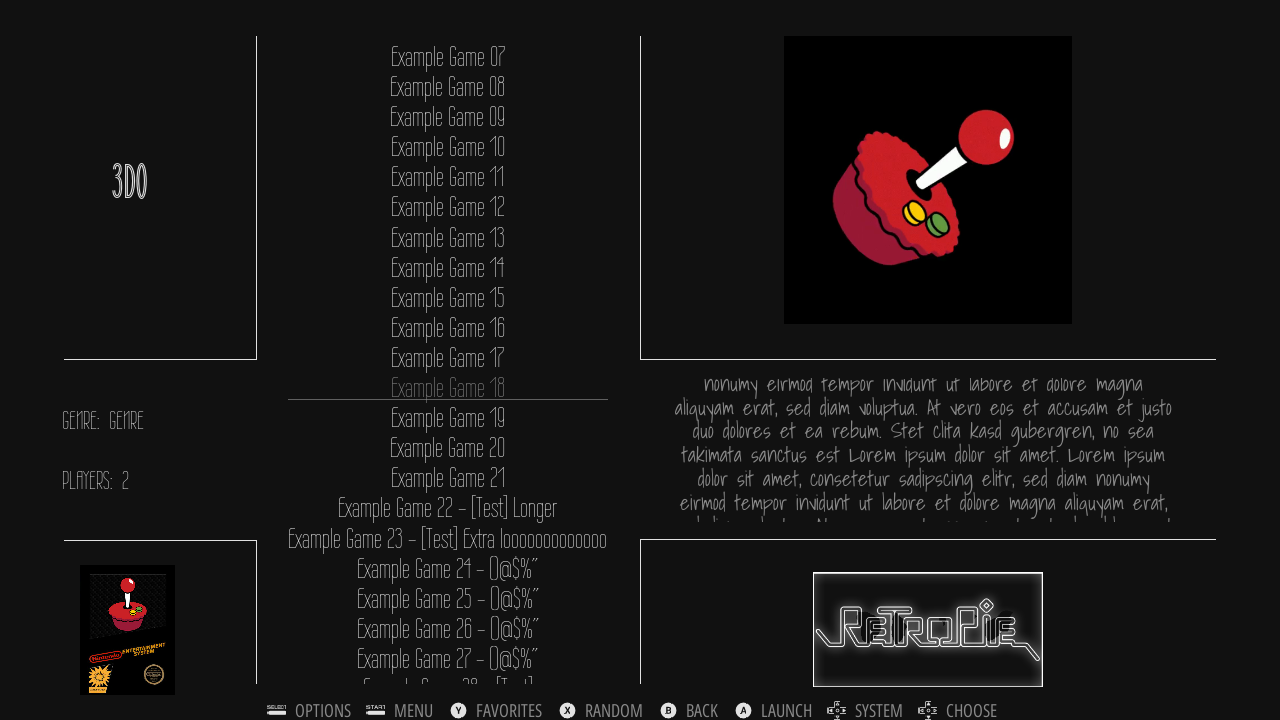 3DO
GENRE: GENRE
PLAYERS: 2
Nintendo
ENTERTAINMENT
SYSTEM
Example Game 07
Example Game 08
Example Game 09
Example Game 10
Example Game 11
Example Game 12
Example Game 13
Example Game 14
Example Game 15
Example Game 16
Example Game 17
Example Game 18
Example Game 19
Example Game 20
Example Game 21
Example Game 22 - [Test] Longer
Example Game 23 - [Test] Extra looooooooooooo
Example Game 24 - ()@$%"
Example Game 25 - ()@$%"
Example Game 26 - ()@$%"
Example Game 27 - ()@$%"
nonumy eirmod tempor invidunt ut labore et dolore magna
aliquyam erat, sed diam voluptua. At vero eos et accusam et justo
duo dolores et ea rebum. Stet clita kasd gubergren, no sea
takimata sanctus est Lorem ipsum dolor sit amet. Lorem ipsum
dolor sit amet, consetetur sadipscing elitr, sed diam nonumy
eirmod tempor invidunt ut labore et dolore magna aliquyam erat,
RetroPie
SELECT OPTIONS START MENU Y FAVORITES X RANDOM B BACK A LAUNCH SYSTEM CHOOSE